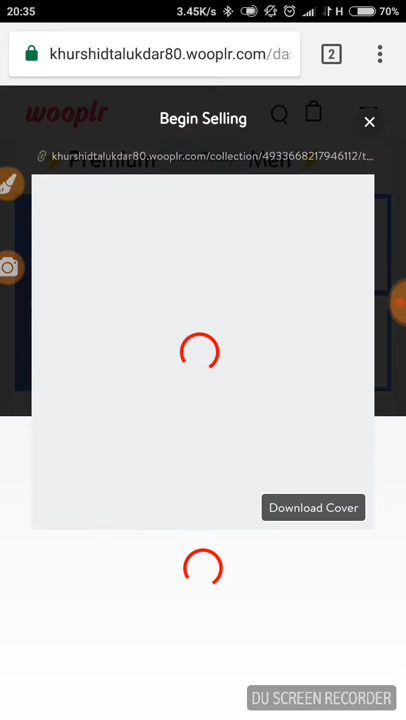 20:35 3.45K/s H 70%
khurshidtalukdar80.wooplr.com/da
2
wooplr
Begin Selling
Premium Men
khurshidtalukdar80.wooplr.com/collection/4933668217946112/t...
Download Cover
DU SCREEN RECORDER